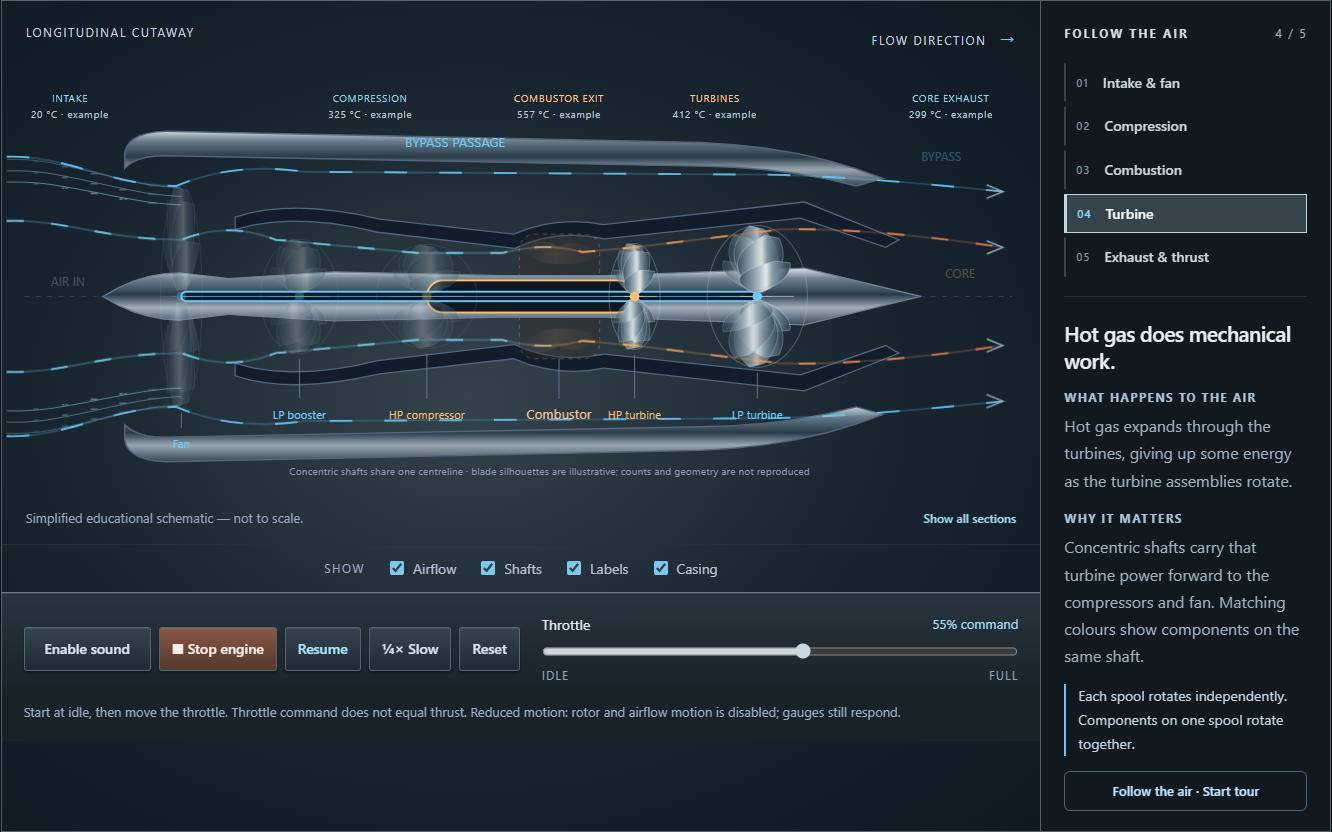 LONGITUDINAL CUTAWAY
FLOW DIRECTION →
INTAKE
20 °C · example
COMPRESSION
325 °C · example
COMBUSTOR EXIT
557 °C · example
TURBINES
412 °C · example
CORE EXHAUST
299 °C · example
BYPASS PASSAGE
BYPASS
AIR IN
CORE
LP booster
HP compressor
Combustor
HP turbine
LP turbine
Fan
Concentric shafts share one centreline · blade silhouettes are illustrative; counts and geometry are not reproduced
Simplified educational schematic — not to scale.
Show all sections
SHOW
Airflow
Shafts
Labels
Casing
Enable sound
Stop engine
Resume
¼× Slow
Reset
Throttle
55% command
IDLE
FULL
Start at idle, then move the throttle. Throttle command does not equal thrust. Reduced motion: rotor and airflow motion is disabled; gauges still respond.
FOLLOW THE AIR
4 / 5
01 Intake & fan
02 Compression
03 Combustion
04 Turbine
05 Exhaust & thrust
Hot gas does mechanical
work.
WHAT HAPPENS TO THE AIR
Hot gas expands through the
turbines, giving up some energy
as the turbine assemblies rotate.
WHY IT MATTERS
Concentric shafts carry that
turbine power forward to the
compressors and fan. Matching
colours show components on the
same shaft.
Each spool rotates independently.
Components on one spool rotate
together.
Follow the air · Start tour